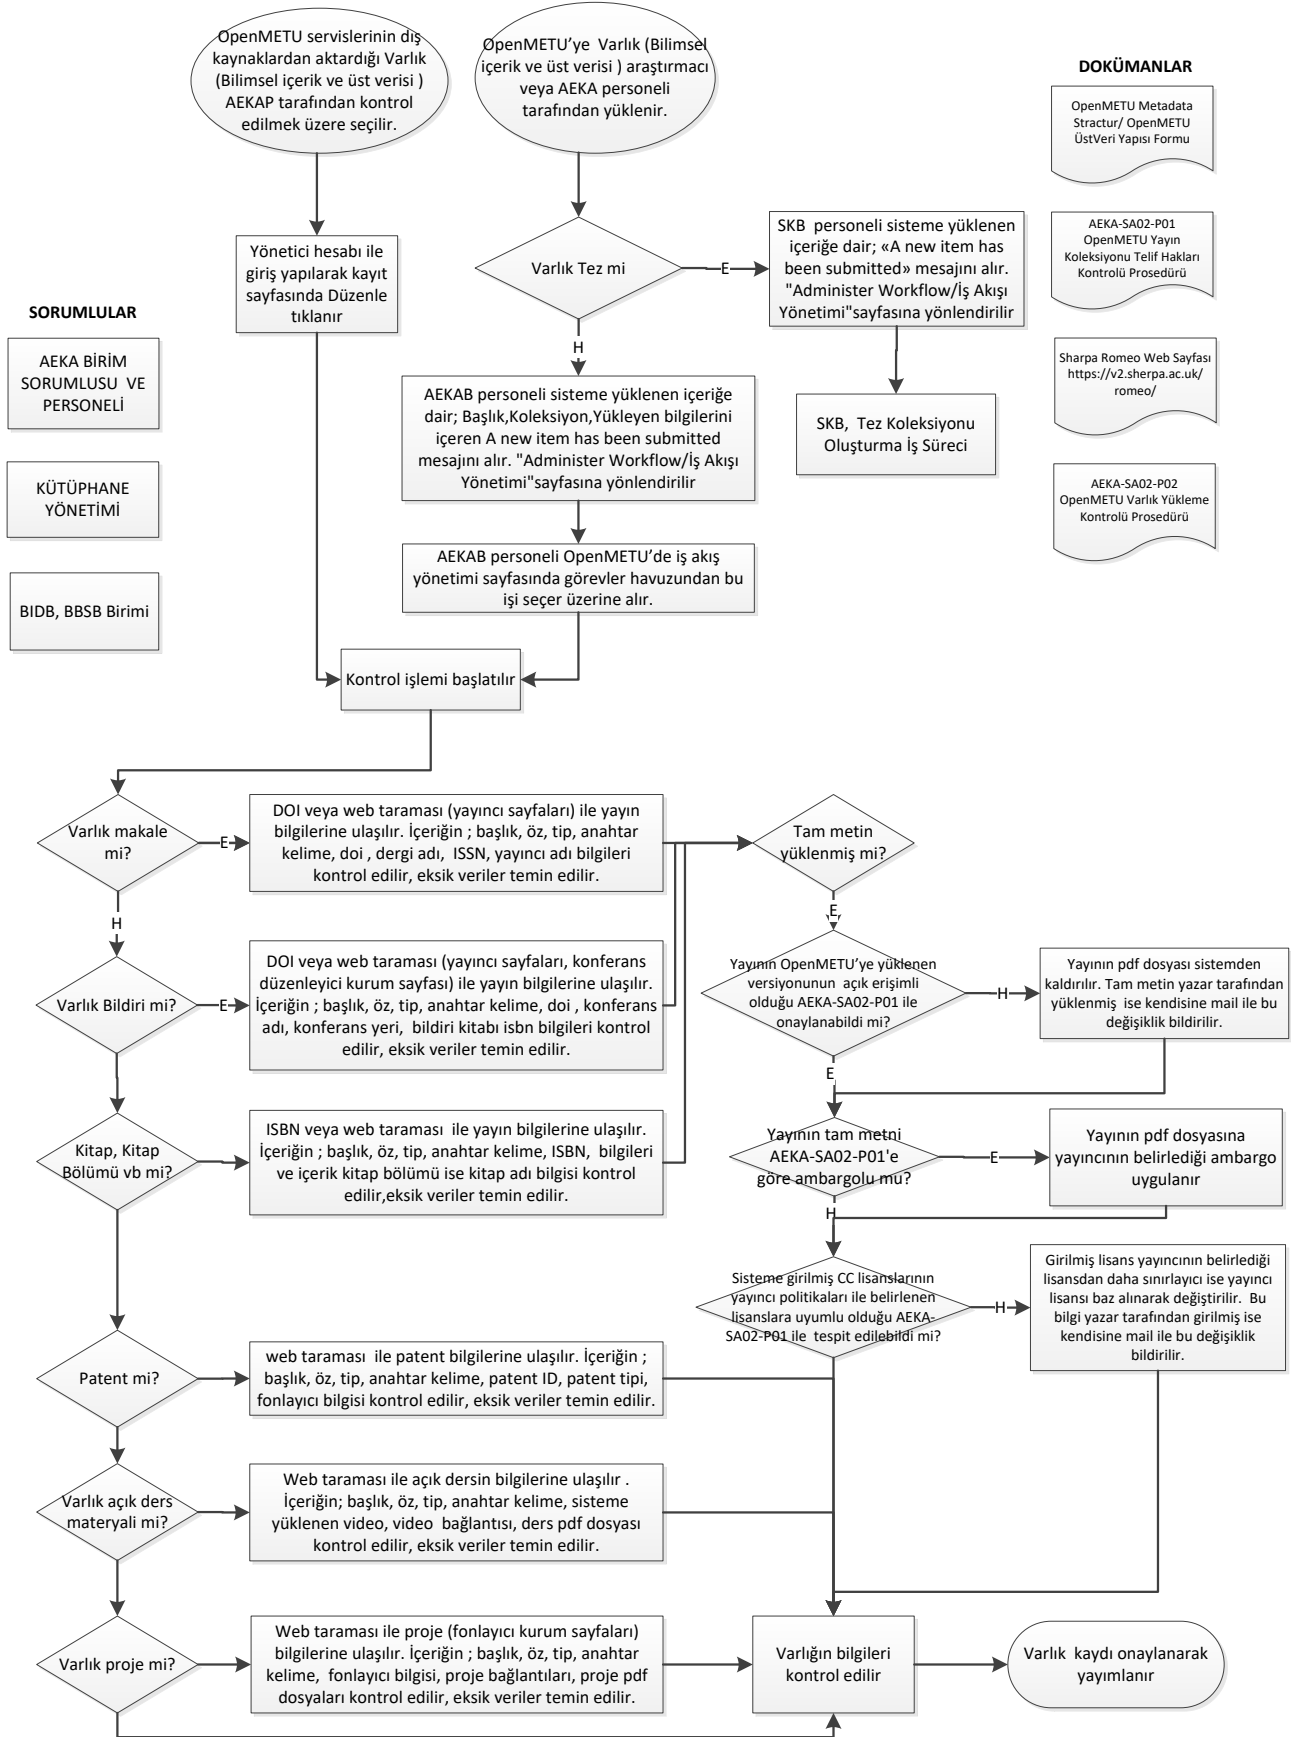 OpenMETU servislerinin dış
kaynaklardan aktardığı Varlık
(Bilimsel içerik ve üst verisi )
AEKAP tarafından kontrol
edilmek üzere seçilir.
OpenMETU'ye Varlık (Bilimsel
içerik ve üst verisi ) araştırmacı
veya AEKA personeli
tarafından yüklenir.
DOKÜMANLAR
OpenMETU Metadata
Stractur/ OpenMETU
ÜstVeri Yapısı Formu
Yönetici hesabı ile
giriş yapılarak kayıt
sayfasında Düzenle
tıklanır
Varlık Tez mi
E
SKB personeli sisteme yüklenen
içeriğe dair; «A new item has
been submitted» mesajını alır.
"Administer Workflow/İş Akışı
Yönetimi"sayfasına yönlendirilir
AEKA-SA02-P01
OpenMETU Yayın
Koleksiyonu Telif Hakları
Kontrolü Prosedürü
SORUMLULAR
AEKA BİRİM
SORUMLUSU VE
PERSONELİ
H
AEKAB personeli sisteme yüklenen içeriğe
dair; Başlık,Koleksiyon,Yükleyen bilgilerini
içeren A new item has been submitted
mesajını alır. "Administer Workflow/İş Akışı
Yönetimi"sayfasına yönlendirilir
SKB, Tez Koleksiyonu
Oluşturma İş Süreci
Sharpa Romeo Web Sayfası
https://v2.sherpa.ac.uk/
romeo/
KÜTÜPHANE
YÖNETİMİ
AEKA-SA02-P02
OpenMETU Varlık Yükleme
Kontrolü Prosedürü
AEKAB personeli OpenMETU'de iş akış
yönetimi sayfasında görevler havuzundan bu
işi seçer üzerine alır.
BIDB, BBSB Birimi
Kontrol işlemi başlatılır
Varlık makale
mi?
E
DOI veya web taraması (yayıncı sayfaları) ile yayın
bilgilerine ulaşılır. İçeriğin ; başlık, öz, tip, anahtar
kelime, doi , dergi adı, ISSN, yayıncı adı bilgileri
kontrol edilir, eksik veriler temin edilir.
Tam metin
yüklenmiş mi?
H
E
Varlık Bildiri mi?
E
DOI veya web taraması (yayıncı sayfaları, konferans
düzenleyici kurum sayfası) ile yayın bilgilerine ulaşılır.
İçeriğin ; başlık, öz, tip, anahtar kelime, doi , konferans
adı, konferans yeri, bildiri kitabı isbn bilgileri kontrol
edilir, eksik veriler temin edilir.
Yayının OpenMETU'ye yüklenen
versiyonunun açık erişimli
olduğu AEKA-SA02-P01 ile
onaylanabildi mi?
H
Yayının pdf dosyası sistemden
kaldırılır. Tam metin yazar tarafından
yüklenmiş ise kendisine mail ile bu
değişiklik bildirilir.
E
Kitap, Kitap
Bölümü vb mi?
ISBN veya web taraması ile yayın bilgilerine ulaşılır.
İçeriğin ; başlık, öz, tip, anahtar kelime, ISBN, bilgileri
ve içerik kitap bölümü ise kitap adı bilgisi kontrol
edilir,eksik veriler temin edilir.
Yayının tam metni
AEKA-SA02-P01'e
göre ambargolu mu?
E
Yayının pdf dosyasına
yayıncının belirlediği ambargo
uygulanır
H
Sisteme girilmiş CC lisanslarının
yayıncı politikaları ile belirlenen
lisanslara uyumlu olduğu AEKA-
SA02-P01 ile tespit edilebildi mi?
H
Girilmiş lisans yayıncının belirlediği
lisansdan daha sınırlayıcı ise yayıncı
lisansı baz alınarak değiştirilir. Bu
bilgi yazar tarafından girilmiş ise
kendisine mail ile bu değişiklik
bildirilir.
Patent mi?
web taraması ile patent bilgilerine ulaşılır. İçeriğin ;
başlık, öz, tip, anahtar kelime, patent ID, patent tipi,
fonlayıcı bilgisi kontrol edilir, eksik veriler temin edilir.
Varlık açık ders
materyali mi?
Web taraması ile açık dersin bilgilerine ulaşılır .
İçeriğin; başlık, öz, tip, anahtar kelime, sisteme
yüklenen video, video bağlantısı, ders pdf dosyası
kontrol edilir, eksik veriler temin edilir.
Varlık proje mi?
Web taraması ile proje (fonlayıcı kurum sayfaları)
bilgilerine ulaşılır. İçeriğin ; başlık, öz, tip, anahtar
kelime, fonlayıcı bilgisi, proje bağlantıları, proje pdf
dosyaları kontrol edilir, eksik veriler temin edilir.
Varlığın bilgileri
kontrol edilir
Varlık kaydı onaylanarak
yayımlanır